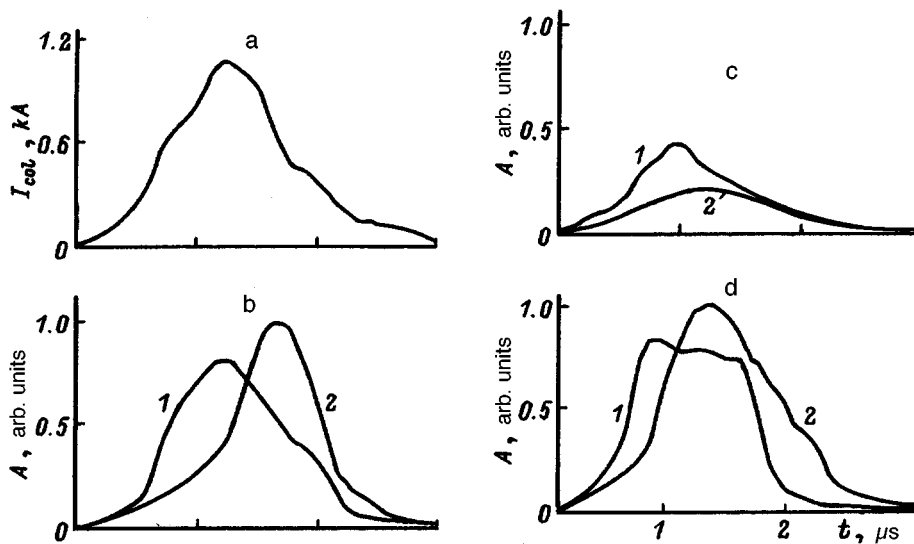 a
1.2
0.6
0
I_col, kA
c
1.0
0.5
0
A, arb. units
1
2′
b
1.0
0.5
0
A, arb. units
1
2
d
1.0
0.5
0
A, arb. units
1
2
1 2 t, μs